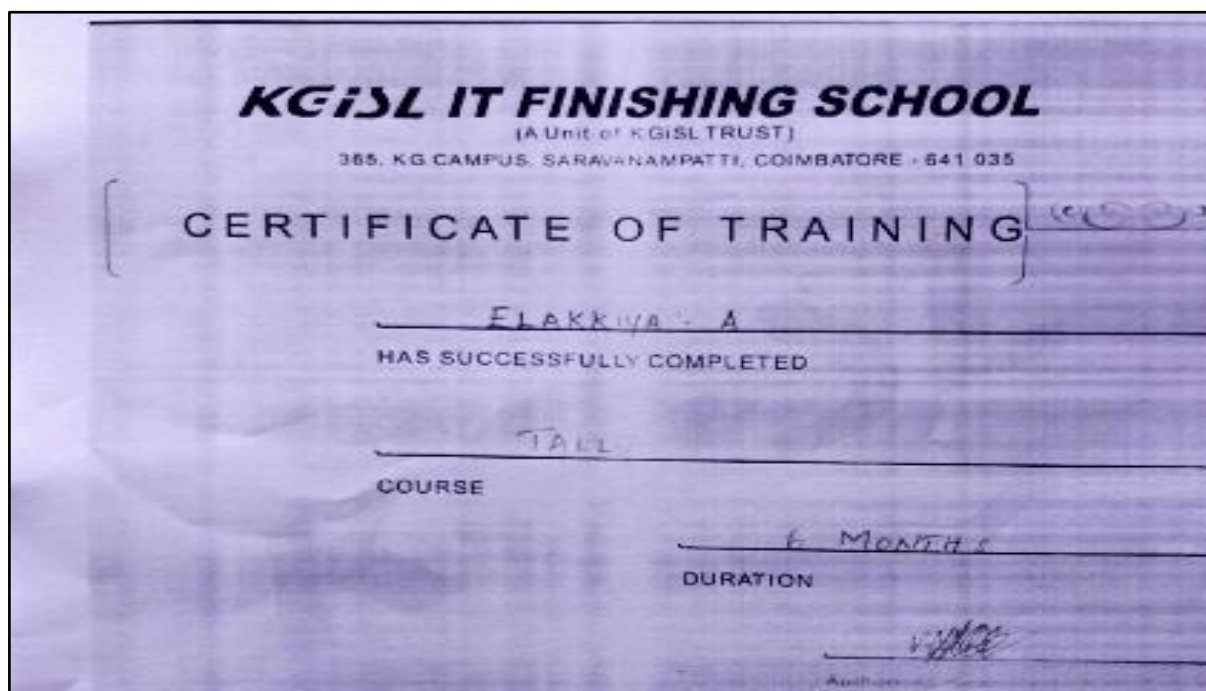 KGiSL IT FINISHING SCHOOL
(A Unit of KGiSL TRUST)
365, KG CAMPUS, SARAVANAMPATTI, COIMBATORE - 641 035
CERTIFICATE OF TRAINING
ELAKKIYA - A
HAS SUCCESSFULLY COMPLETED
TALL
COURSE
6 MONTHS
DURATION